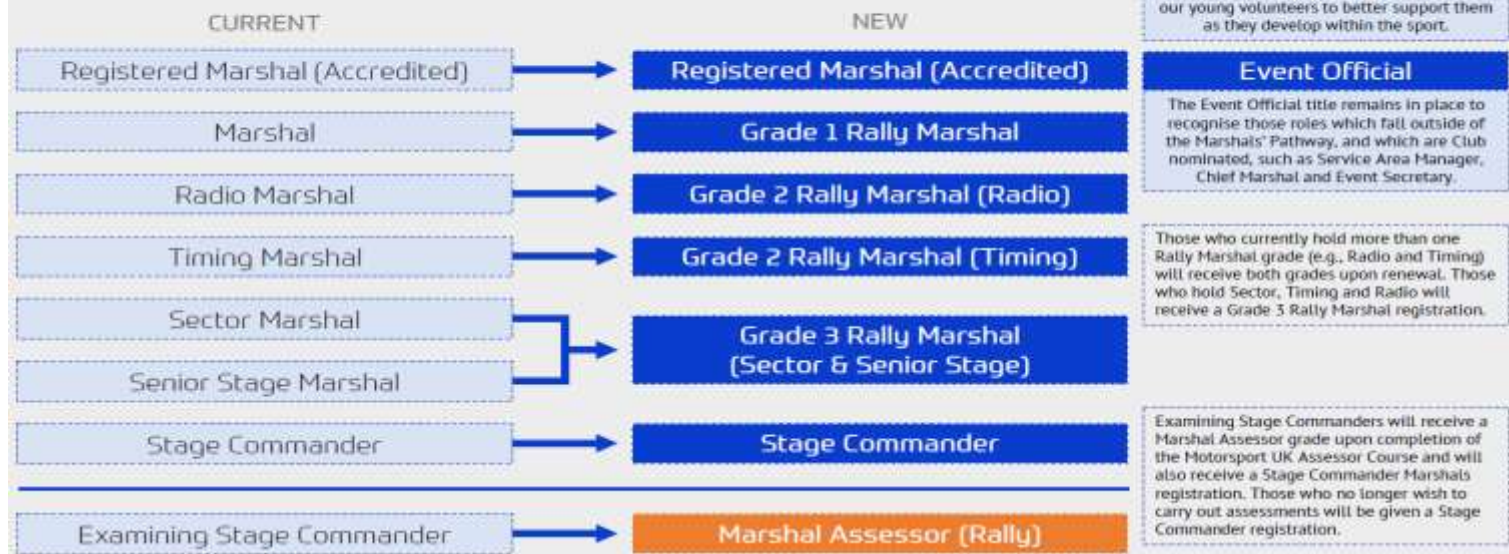 CURRENT
NEW
Registered Marshal (Accredited)
Registered Marshal (Accredited)
Marshal
Grade 1 Rally Marshal
Radio Marshal
Grade 2 Rally Marshal (Radio)
Timing Marshal
Grade 2 Rally Marshal (Timing)
Sector Marshal
Senior Stage Marshal
Grade 3 Rally Marshal
(Sector & Senior Stage)
Stage Commander
Stage Commander
Examining Stage Commander
Marshal Assessor (Rally)
our young volunteers to better support them
as they develop within the sport.
Event Official
The Event Official title remains in place to
recognise those roles which fall outside of
the Marshals' Pathway, and which are Club
nominated, such as Service Area Manager,
Chief Marshal and Event Secretary.
Those who currently hold more than one
Rally Marshal grade (e.g., Radio and Timing)
will receive both grades upon renewal. Those
who hold Sector, Timing and Radio will
receive a Grade 3 Rally Marshal registration.
Examining Stage Commanders will receive a
Marshal Assessor grade upon completion of
the Motorsport UK Assessor Course and will
also receive a Stage Commander Marshals
registration. Those who no longer wish to
carry out assessments will be given a Stage
Commander registration.